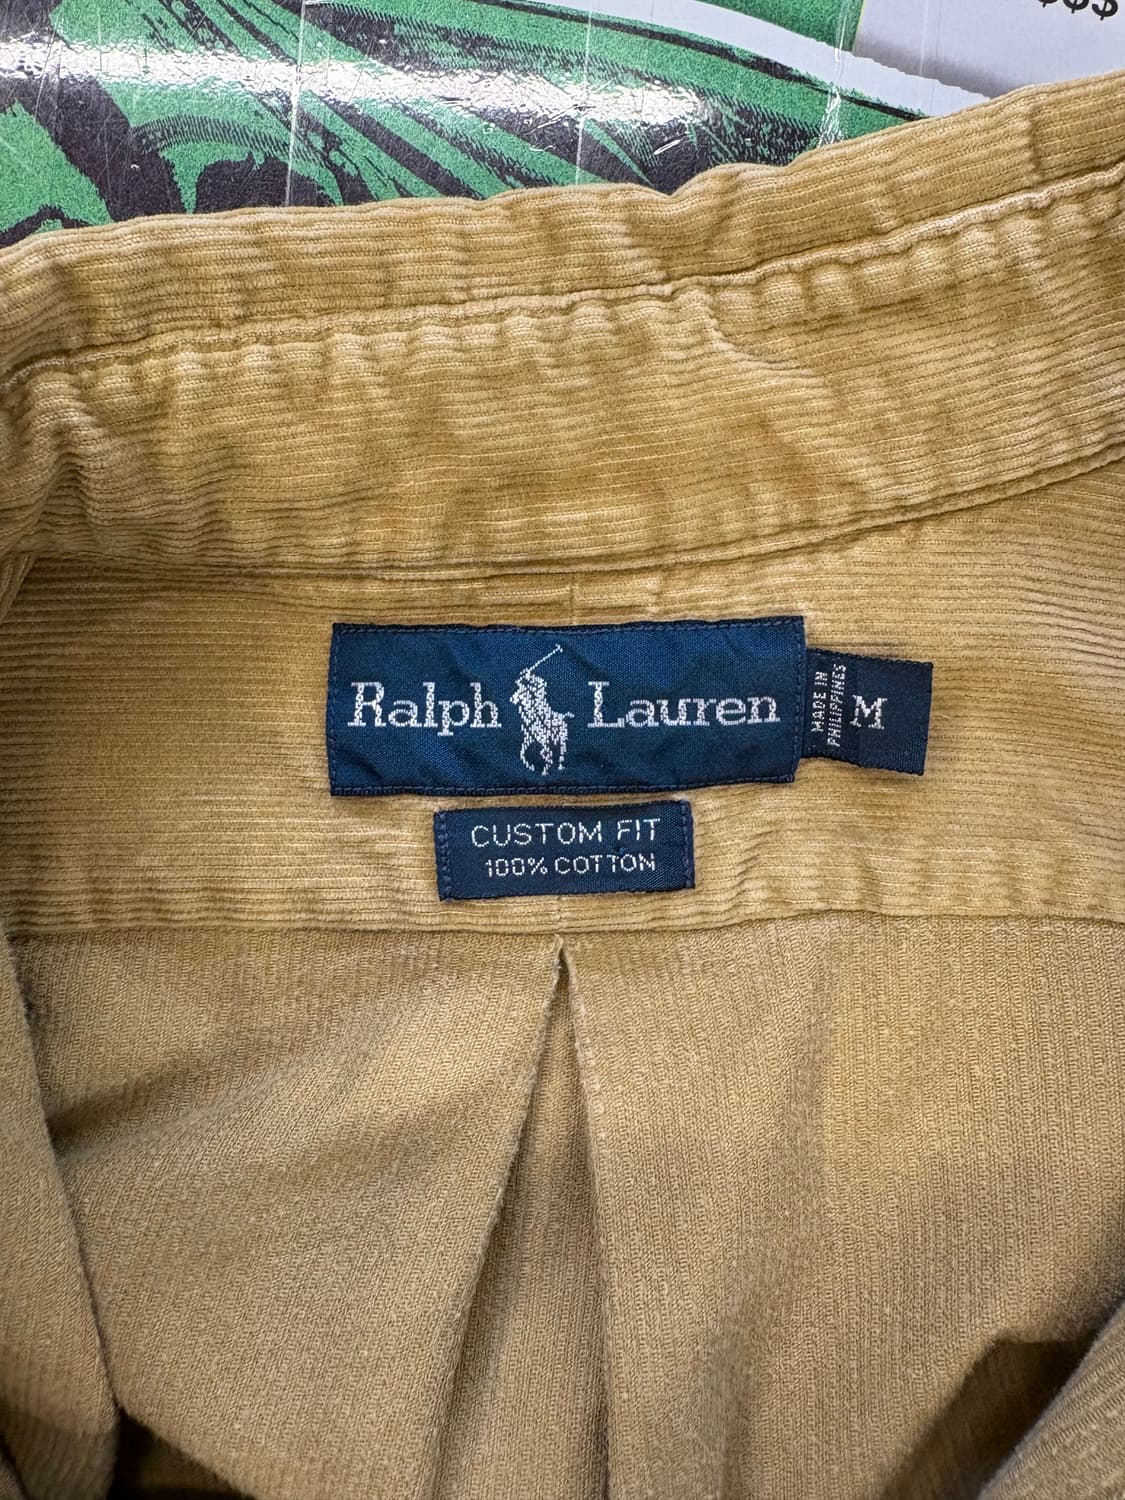 $$$
Ralph Lauren
MADE IN
PHILIPPINES
M
CUSTOM FIT
100% COTTON